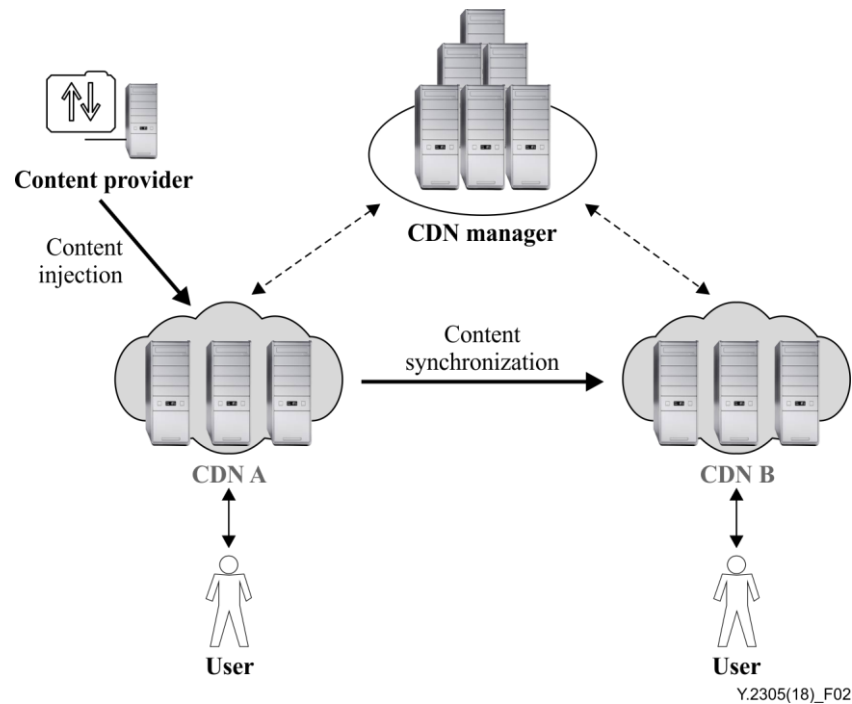 Content provider
CDN manager
Content
injection
Content
synchronization
CDN A
CDN B
User
User
Y.2305(18)_F02